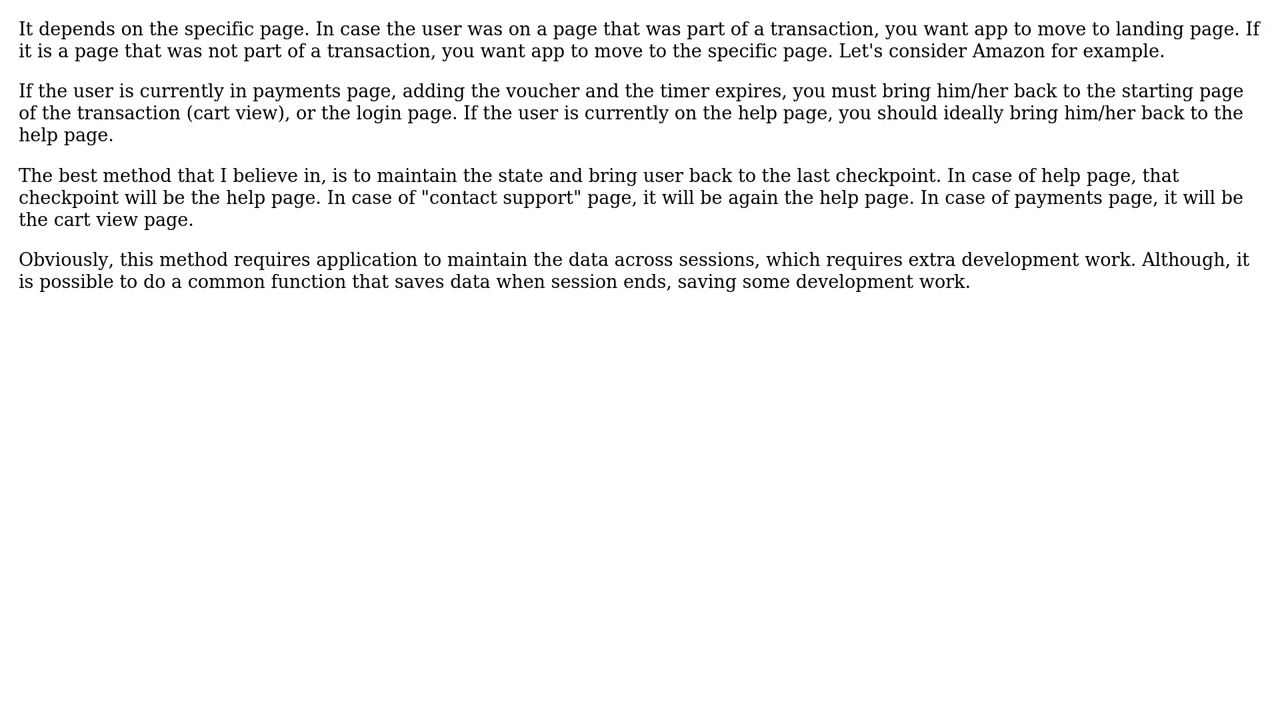 It depends on the specific page. In case the user was on a page that was part of a transaction, you want app to move to landing page. If
it is a page that was not part of a transaction, you want app to move to the specific page. Let's consider Amazon for example.
If the user is currently in payments page, adding the voucher and the timer expires, you must bring him/her back to the starting page
of the transaction (cart view), or the login page. If the user is currently on the help page, you should ideally bring him/her back to the
help page.
The best method that I believe in, is to maintain the state and bring user back to the last checkpoint. In case of help page, that
checkpoint will be the help page. In case of "contact support" page, it will be again the help page. In case of payments page, it will be
the cart view page.
Obviously, this method requires application to maintain the data across sessions, which requires extra development work. Although, it
is possible to do a common function that saves data when session ends, saving some development work.